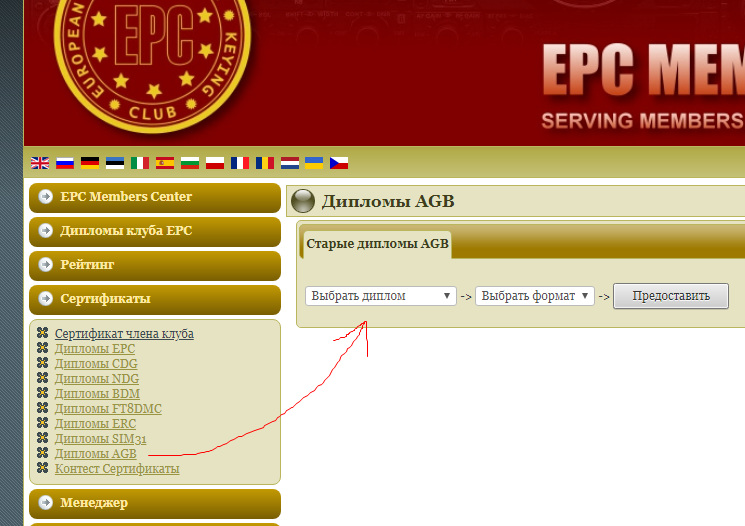 EUROPEAN
EPC
KEYING
CLUB
EPC MEM
SERVING MEMBERS
EPC Members Center
Дипломы клуба EPC
Рейтинг
Сертификаты
Сертификат члена клуба
Дипломы EPC
Дипломы CDG
Дипломы NDG
Дипломы BDM
Дипломы FT8DMC
Дипломы ERC
Дипломы SIM31
Дипломы AGB
Контест Сертификаты
Менеджер
Дипломы AGB
Старые дипломы AGB
Выбрать диплом -> Выбрать формат -> Предоставить